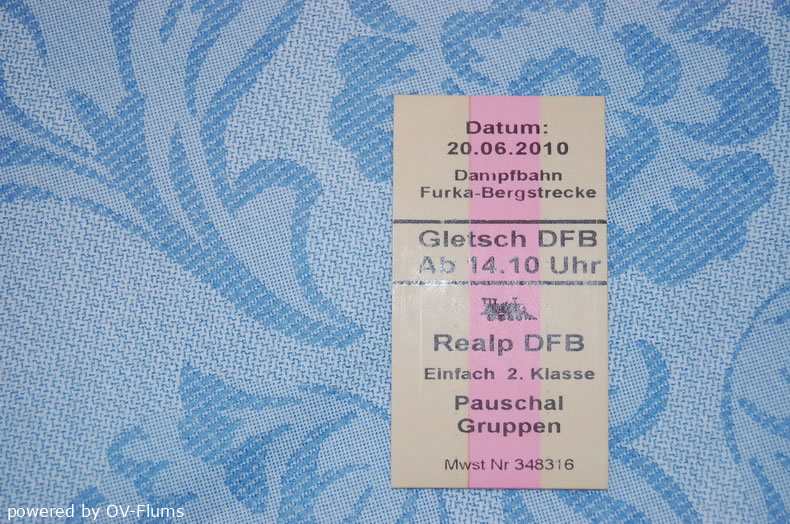 Datum:
20.06.2010
Dampfbahn
Furka-Bergstrecke
Gletsch DFB
Ab 14.10 Uhr
Realp DFB
Einfach 2. Klasse
Pauschal
Gruppen
Mwst Nr 348316
powered by OV-Flums